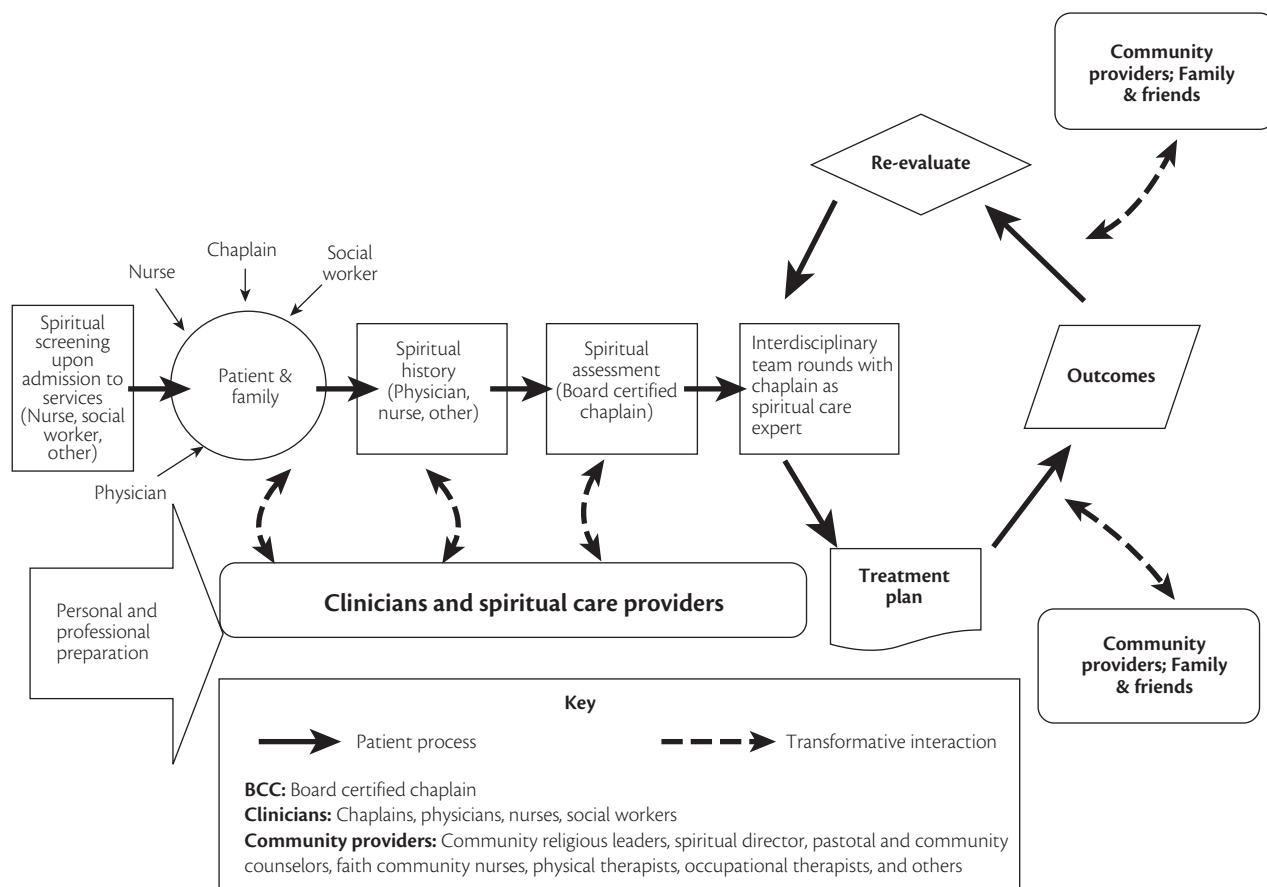 Community
providers; Family
& friends
Re-evaluate
Chaplain
Social
worker
Nurse
Spiritual
screening
upon
admission to
services
(Nurse, social
worker,
other)
Patient &
family
Physician
Spiritual
history
(Physician,
nurse, other)
Spiritual
assessment
(Board certified
chaplain)
Interdisciplinary
team rounds with
chaplain as
spiritual care
expert
Outcomes
Personal and
professional
preparation
Clinicians and spiritual care providers
Treatment
plan
Community
providers; Family
& friends
Key
Patient process
Transformative interaction
BCC: Board certified chaplain
Clinicians: Chaplains, physicians, nurses, social workers
Community providers: Community religious leaders, spiritual director, pastotal and community
counselors, faith community nurses, physical therapists, occupational therapists, and others